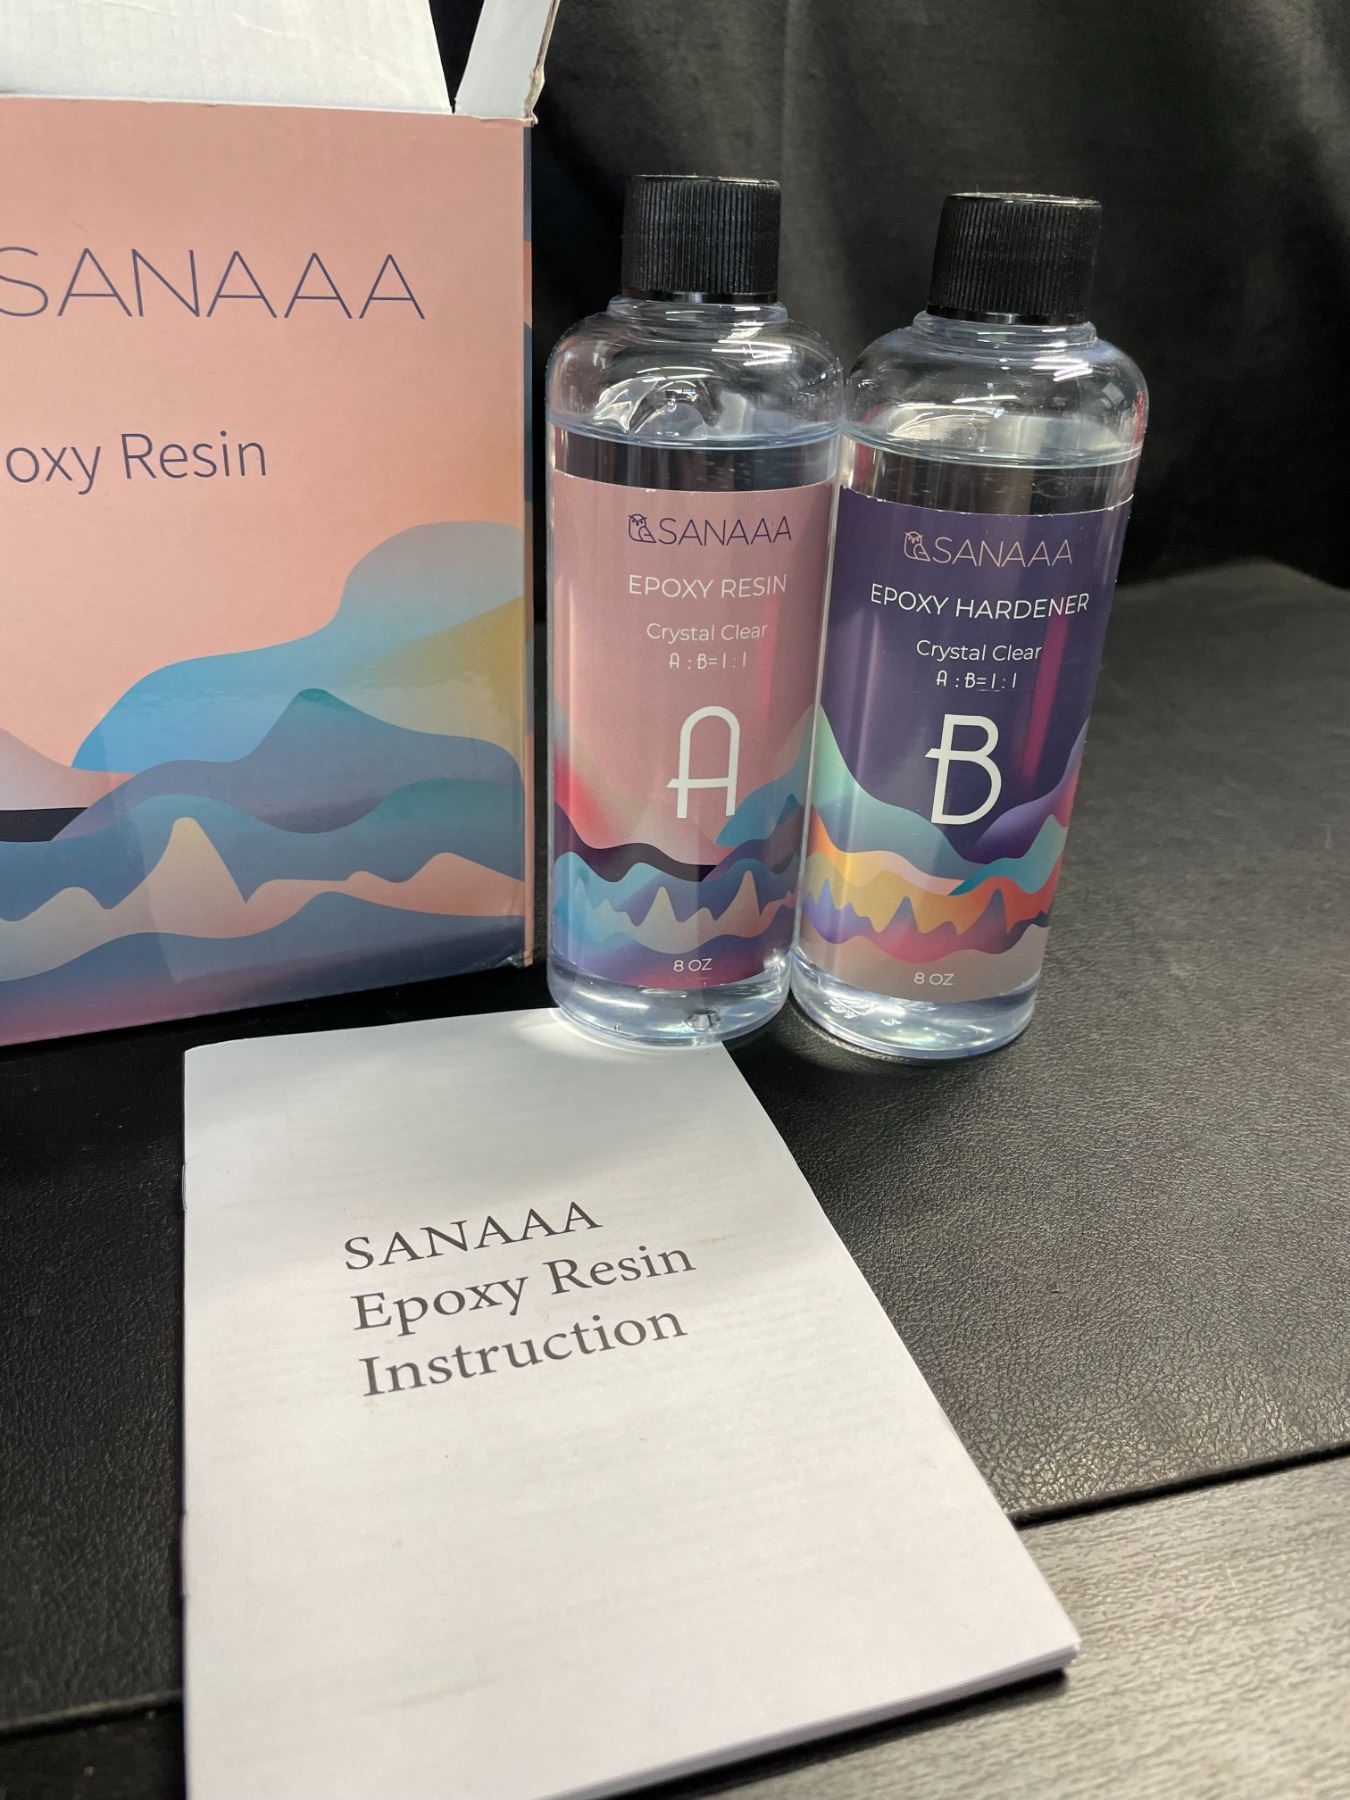 SANAAA
oxy Resin
SANAAA
EPOXY RESIN
Crystal Clear
A : B = 1 : 1
A
8 OZ
SANAAA
EPOXY HARDENER
Crystal Clear
A : B = 1 : 1
B
8 OZ
SANAAA
Epoxy Resin
Instruction